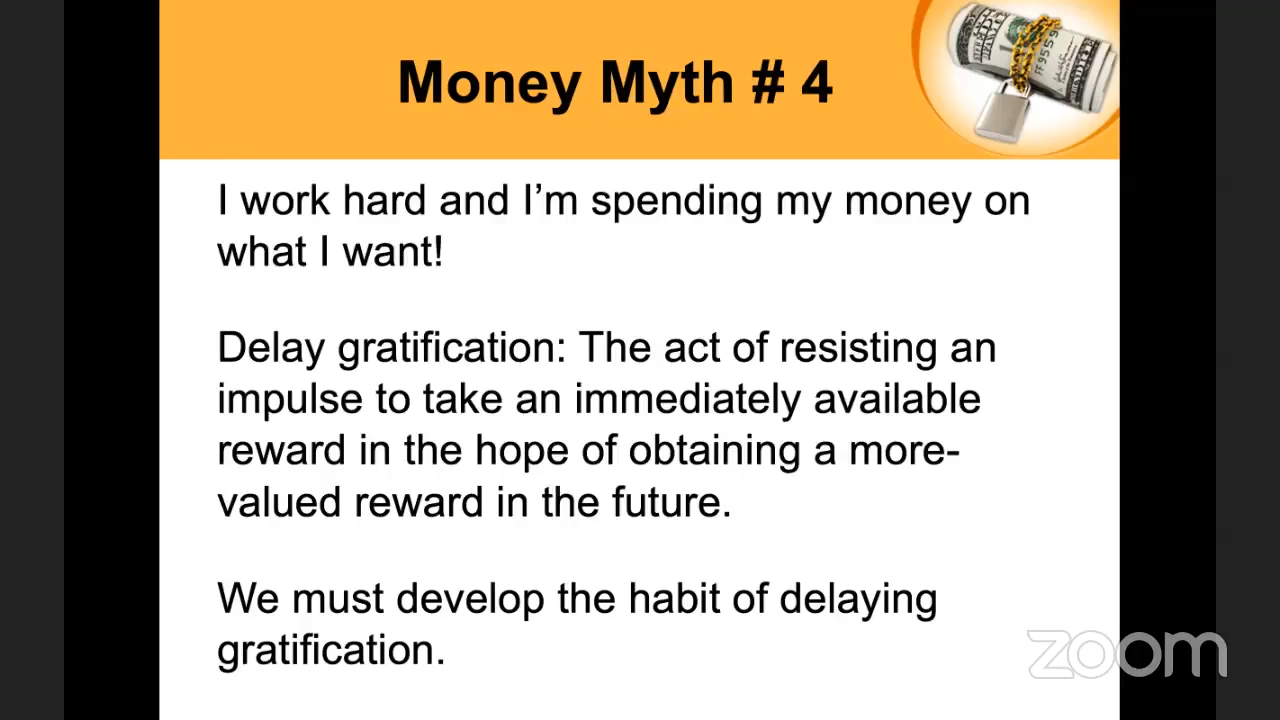 Money Myth # 4
I work hard and I’m spending my money on
what I want!
Delay gratification: The act of resisting an
impulse to take an immediately available
reward in the hope of obtaining a more-
valued reward in the future.
We must develop the habit of delaying
gratification.
zoom